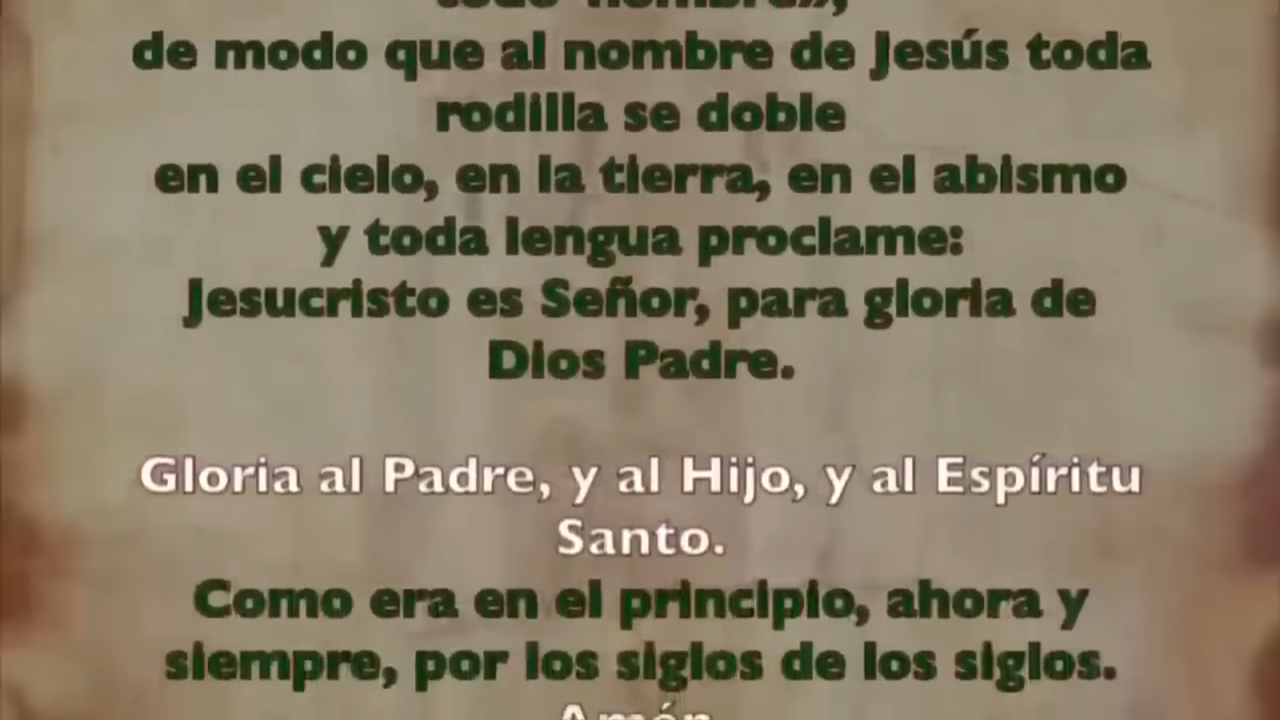 de modo que al nombre de Jesús toda
rodilla se doble
en el cielo, en la tierra, en el abismo
y toda lengua proclame:
Jesucristo es Señor, para gloria de
Dios Padre.
Gloria al Padre, y al Hijo, y al Espíritu
Santo.
Como era en el principio, ahora y
siempre, por los siglos de los siglos.
Amén